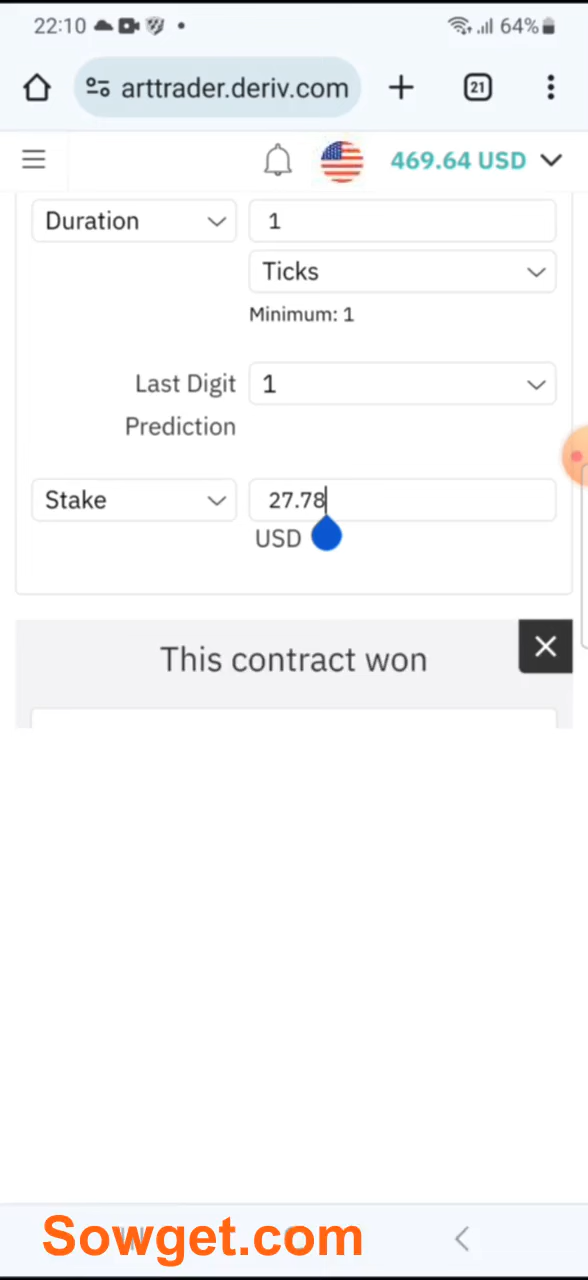 22:10 64%
arttrader.deriv.com 21
469.64 USD
Duration 1
Ticks
Minimum: 1
Last Digit 1
Prediction
Stake 27.78
USD
This contract won
Sowget.com